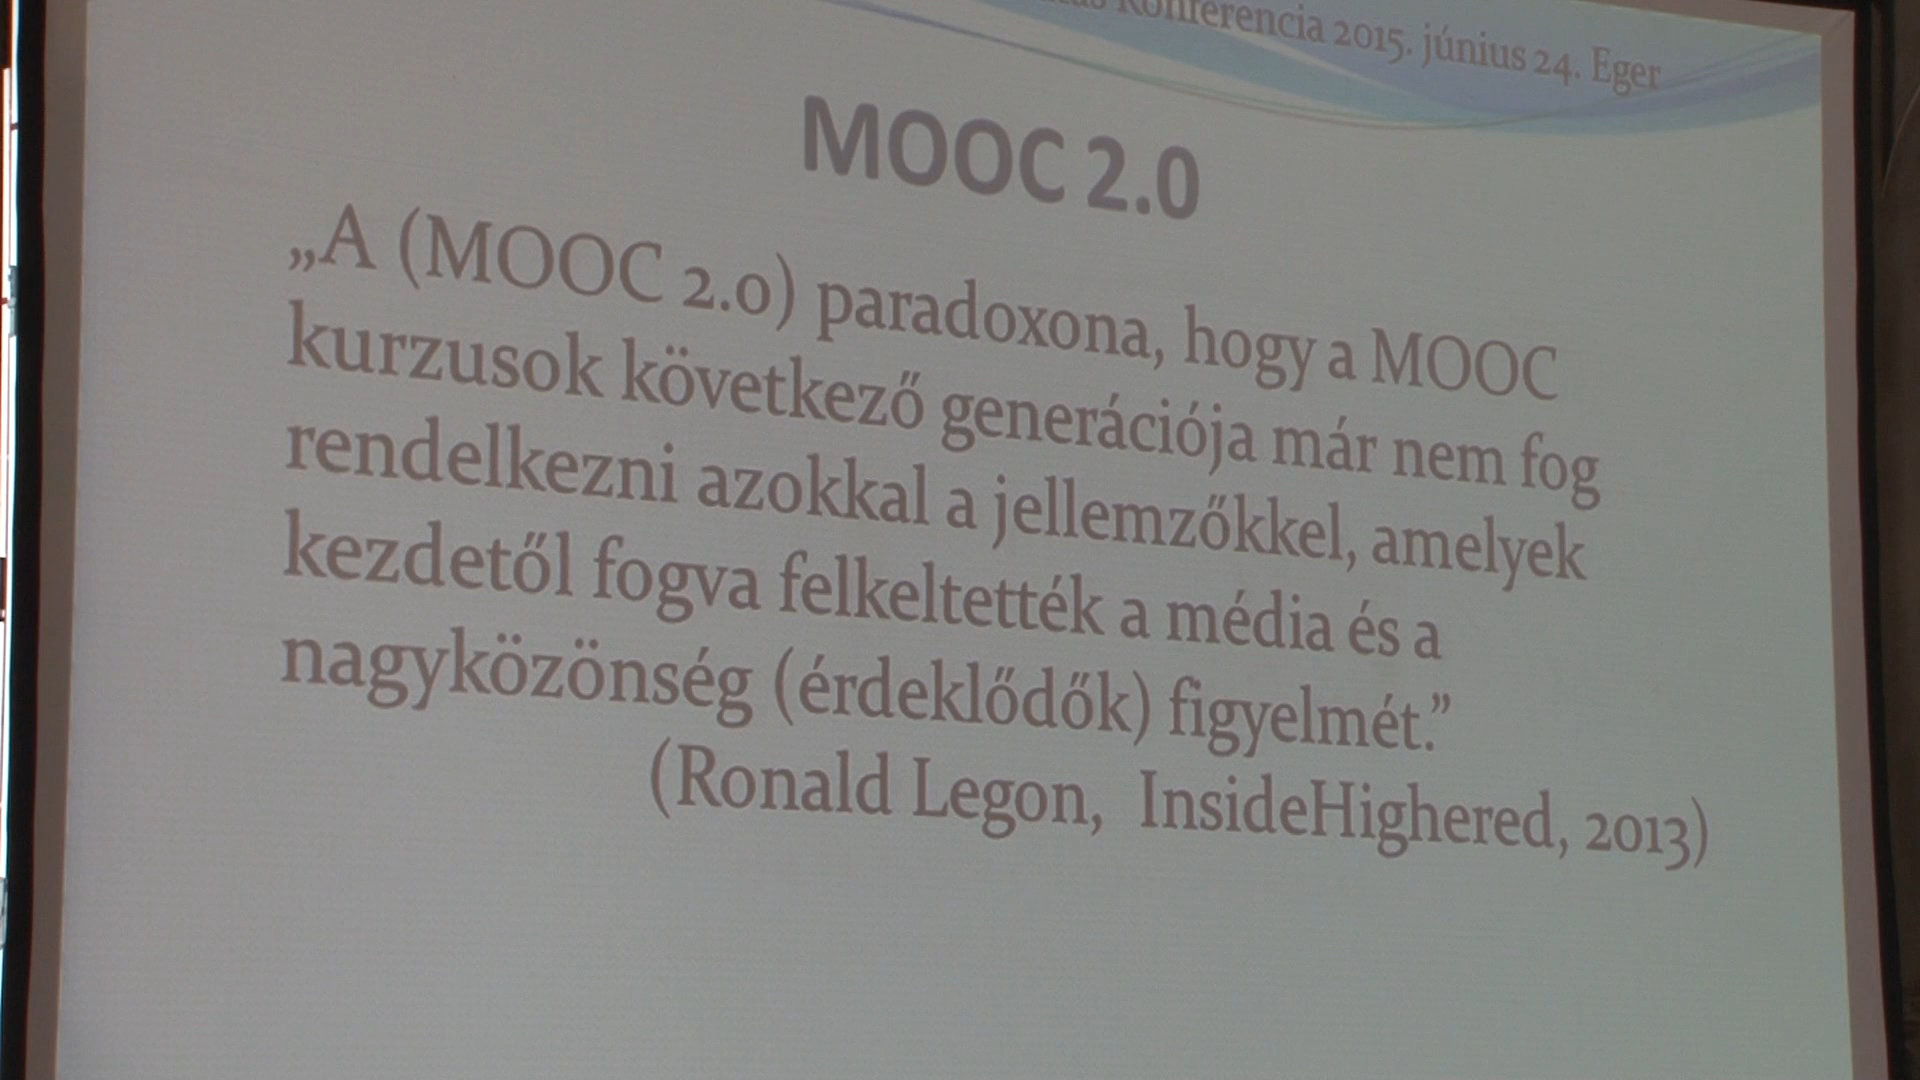 Konferencia 2015. június 24. Eger
MOOC 2.0
„A (MOOC 2.0) paradoxona, hogy a MOOC
kurzusok következő generációja már nem fog
rendelkezni azokkal a jellemzőkkel, amelyek
kezdetől fogva felkeltették a média és a
nagyközönség (érdeklődők) figyelmét.”
(Ronald Legon, InsideHighered, 2013)